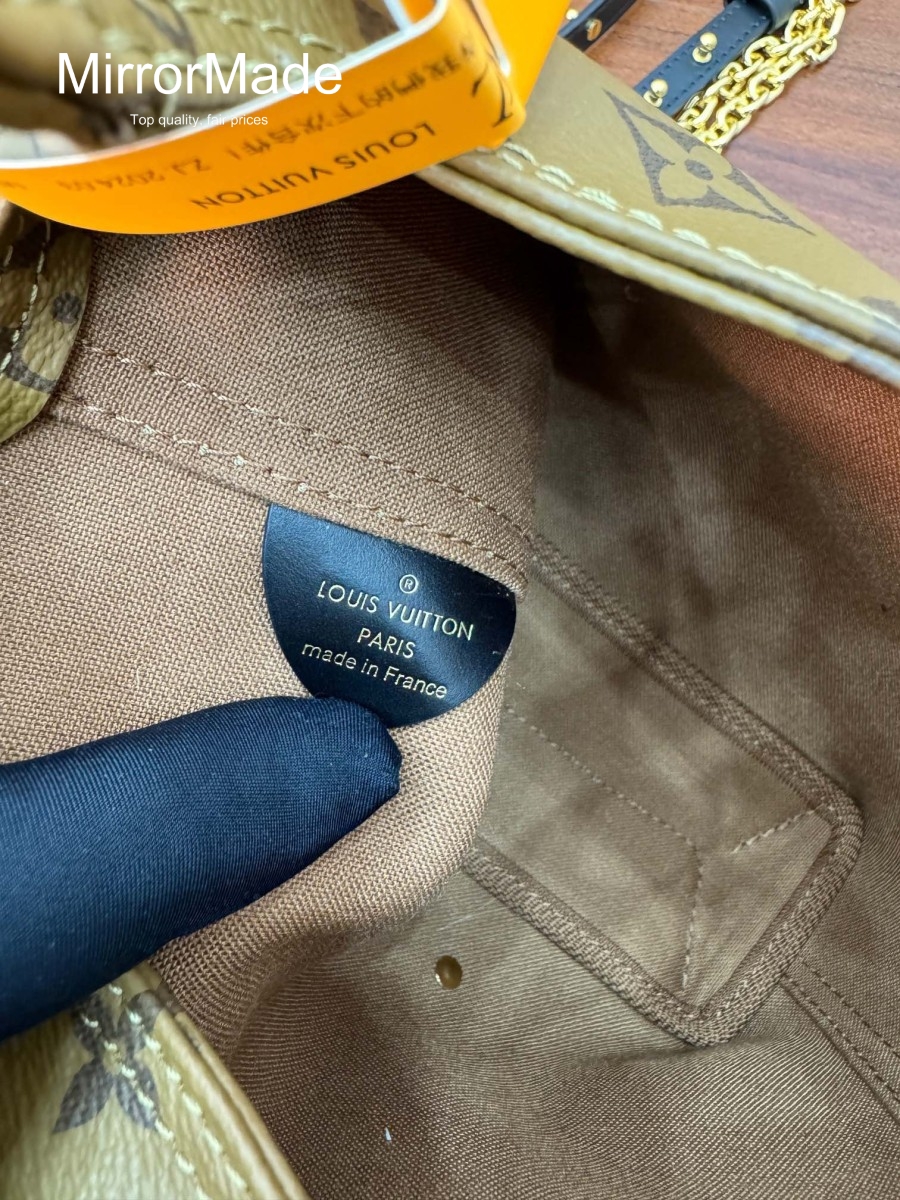 MirrorMade
Top quality, fair prices
LOUIS VUITTON
®
LOUIS VUITTON
PARIS
made in France